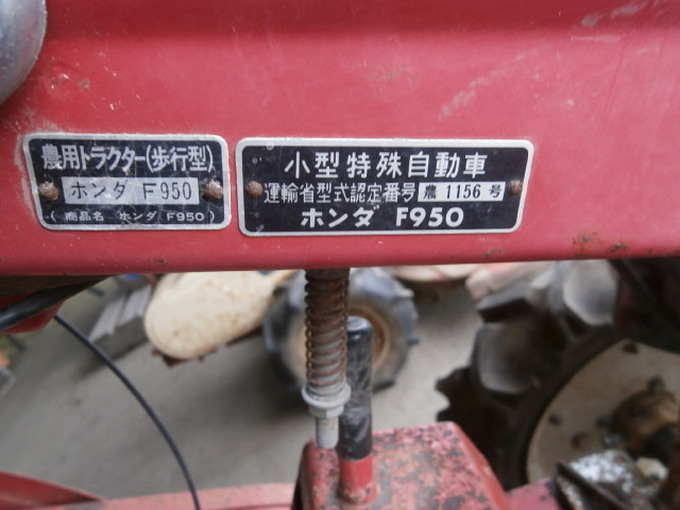 農用トラクター(歩行型)
ホンダ F950
(商品名 ホンダ F950)
小型特殊自動車
運輸省型式認定番号 農 1156 号
ホンダ F950